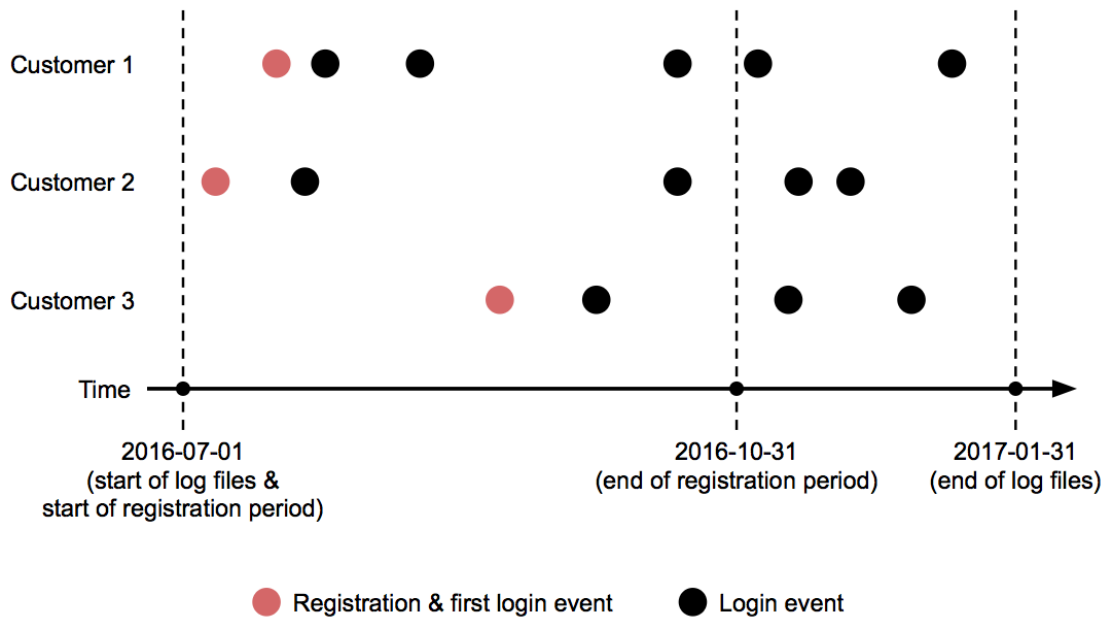 Customer 1
Customer 2
Customer 3
Time
2016-07-01
(start of log files &
start of registration period)
2016-10-31
(end of registration period)
2017-01-31
(end of log files)
Registration & first login event
Login event